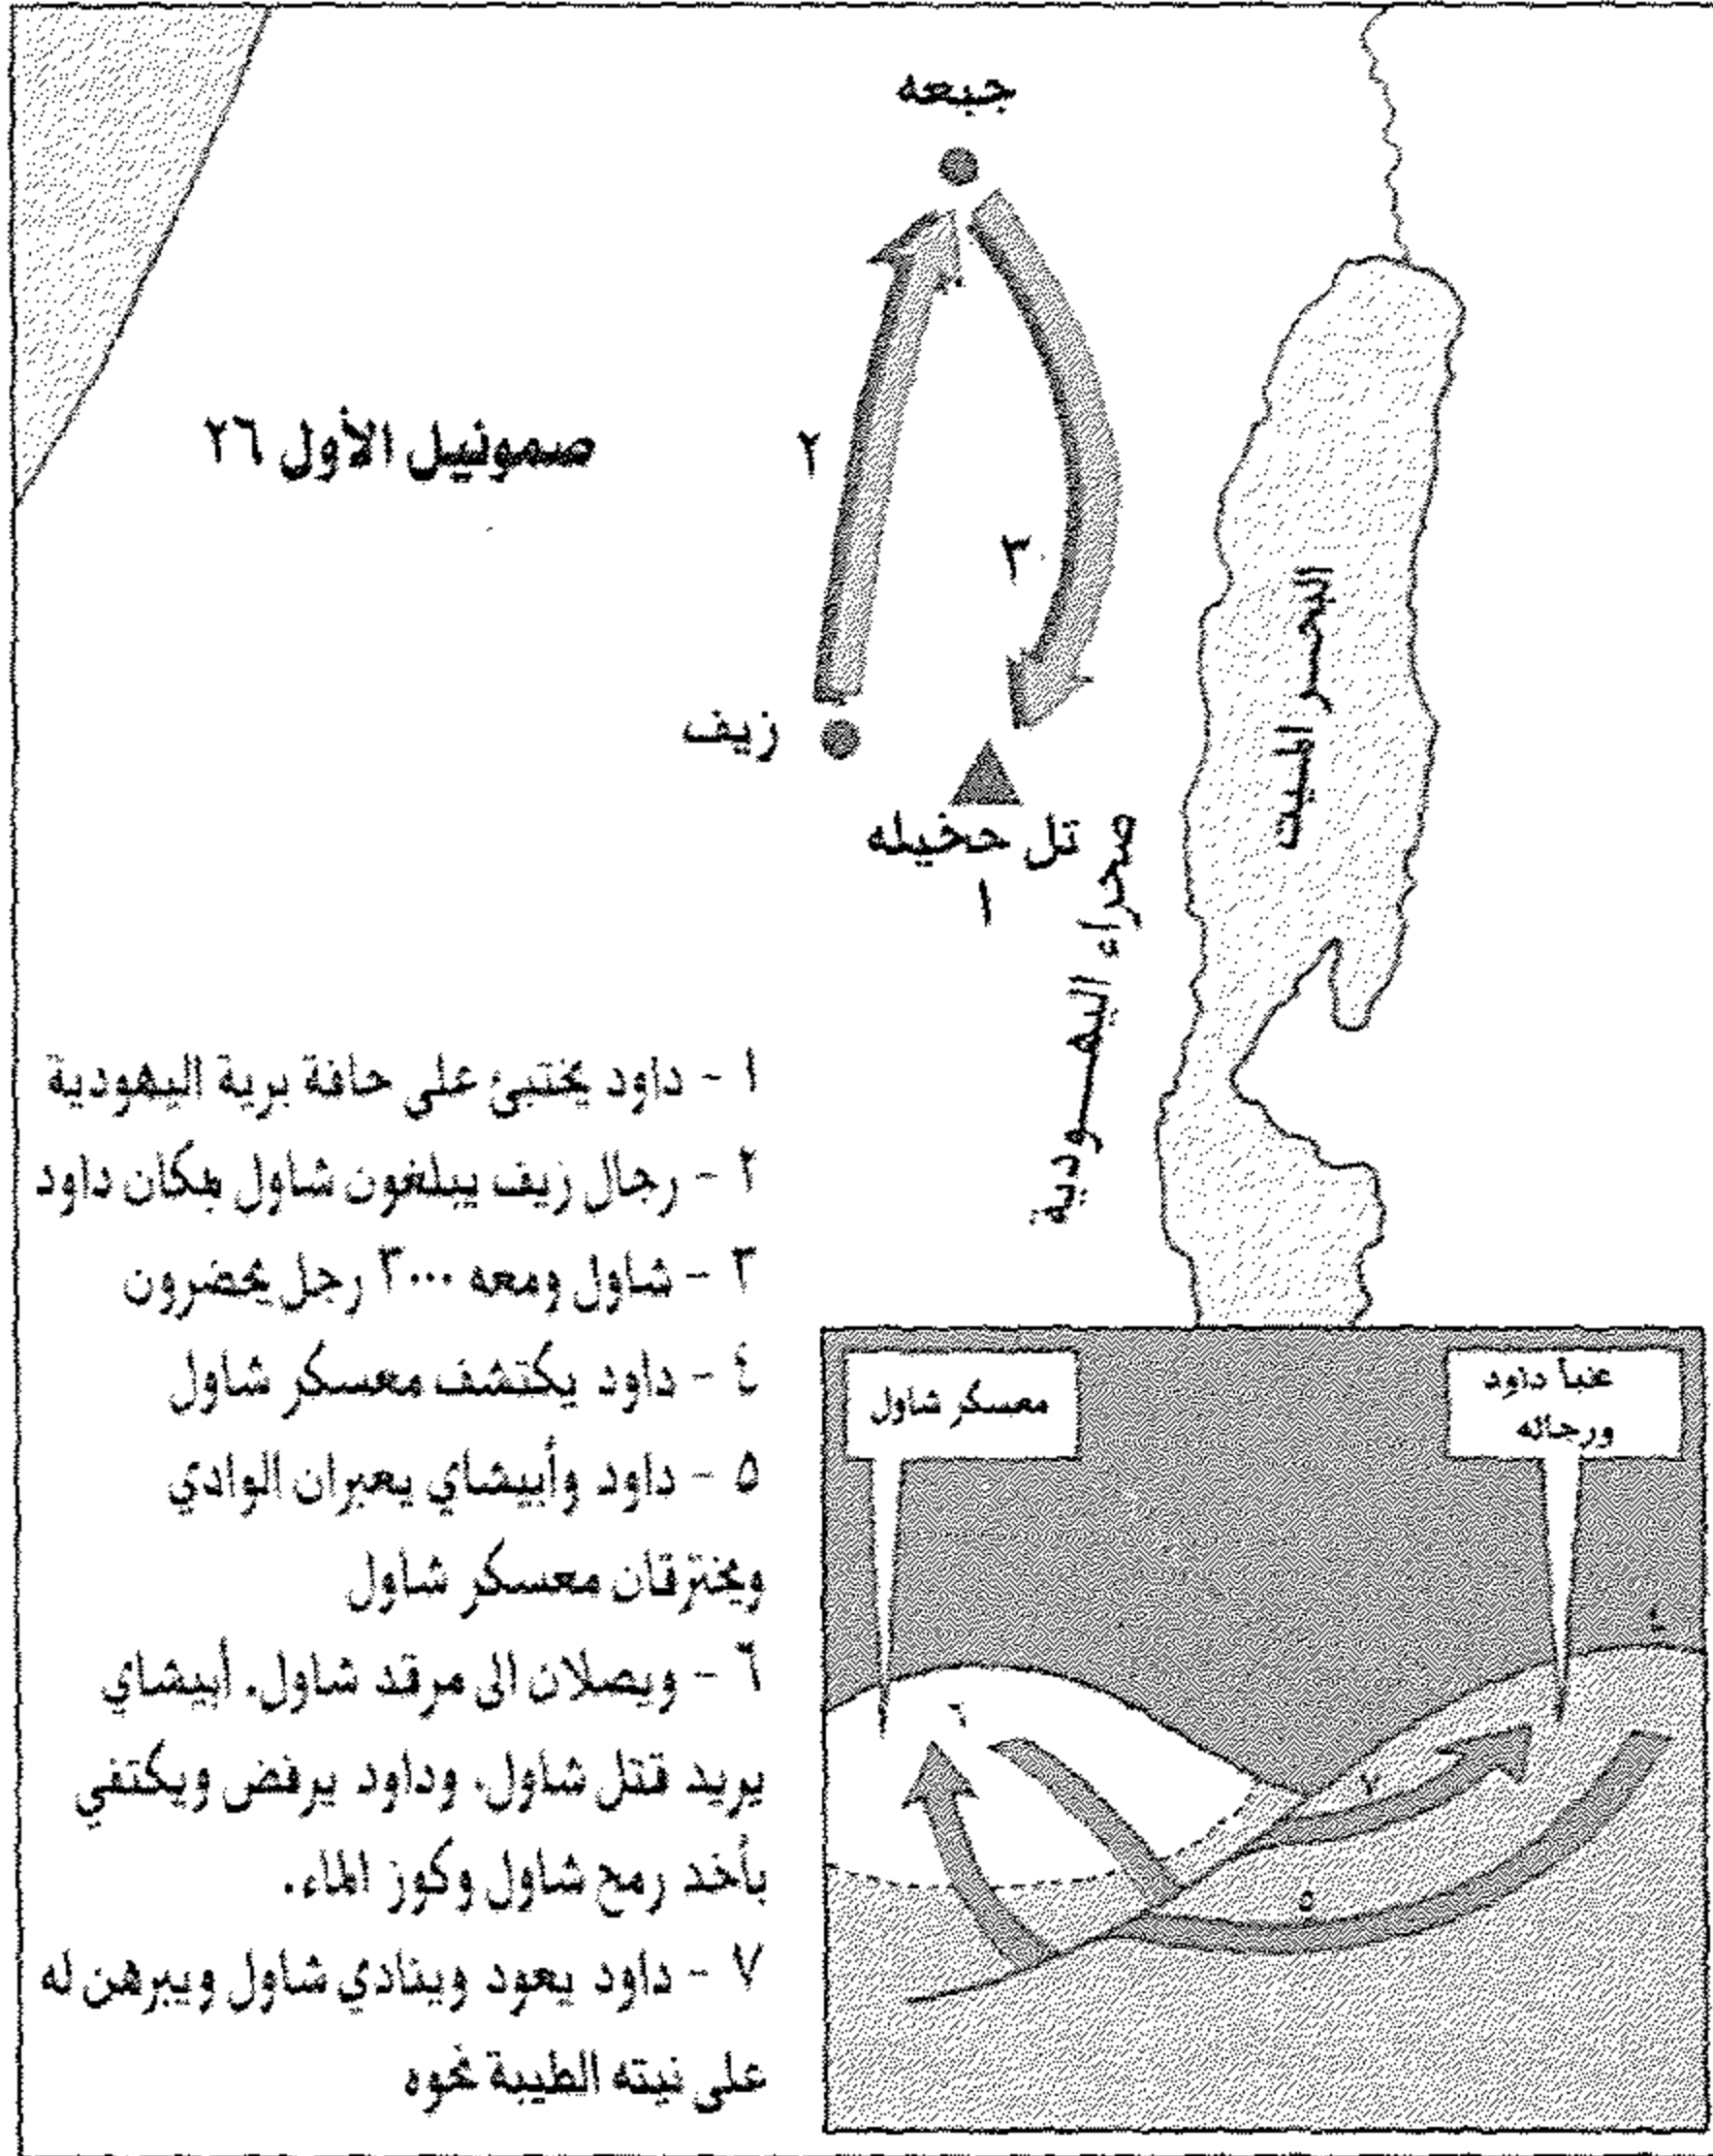 جبعه
صموئيل الأول ٢٦
٢
٣
زيف
تل حخيله
١
صحراء اليهودية
البحر الميت
١ - داود يختبئ على حافة برية اليهودية
٢ - رجال زيف يبلغون شاول بمكان داود
٣ - شاول ومعه ٣٠٠٠ رجل يحضرون
٤ - داود يكتشف معسكر شاول
٥ - داود وأبيشاي يعبران الوادي
ويخترقان معسكر شاول
٦ - ويصلان الى مرقد شاول. أبيشاي
يريد قتل شاول. وداود يرفض ويكتفي
بأخد رمح شاول وكوز الماء.
٧ - داود يعود وينادي شاول ويبرهن له
على نيته الطيبة نحوه
معسكر شاول
مخبأ داود
ورجاله
٤
٦
٧
٥